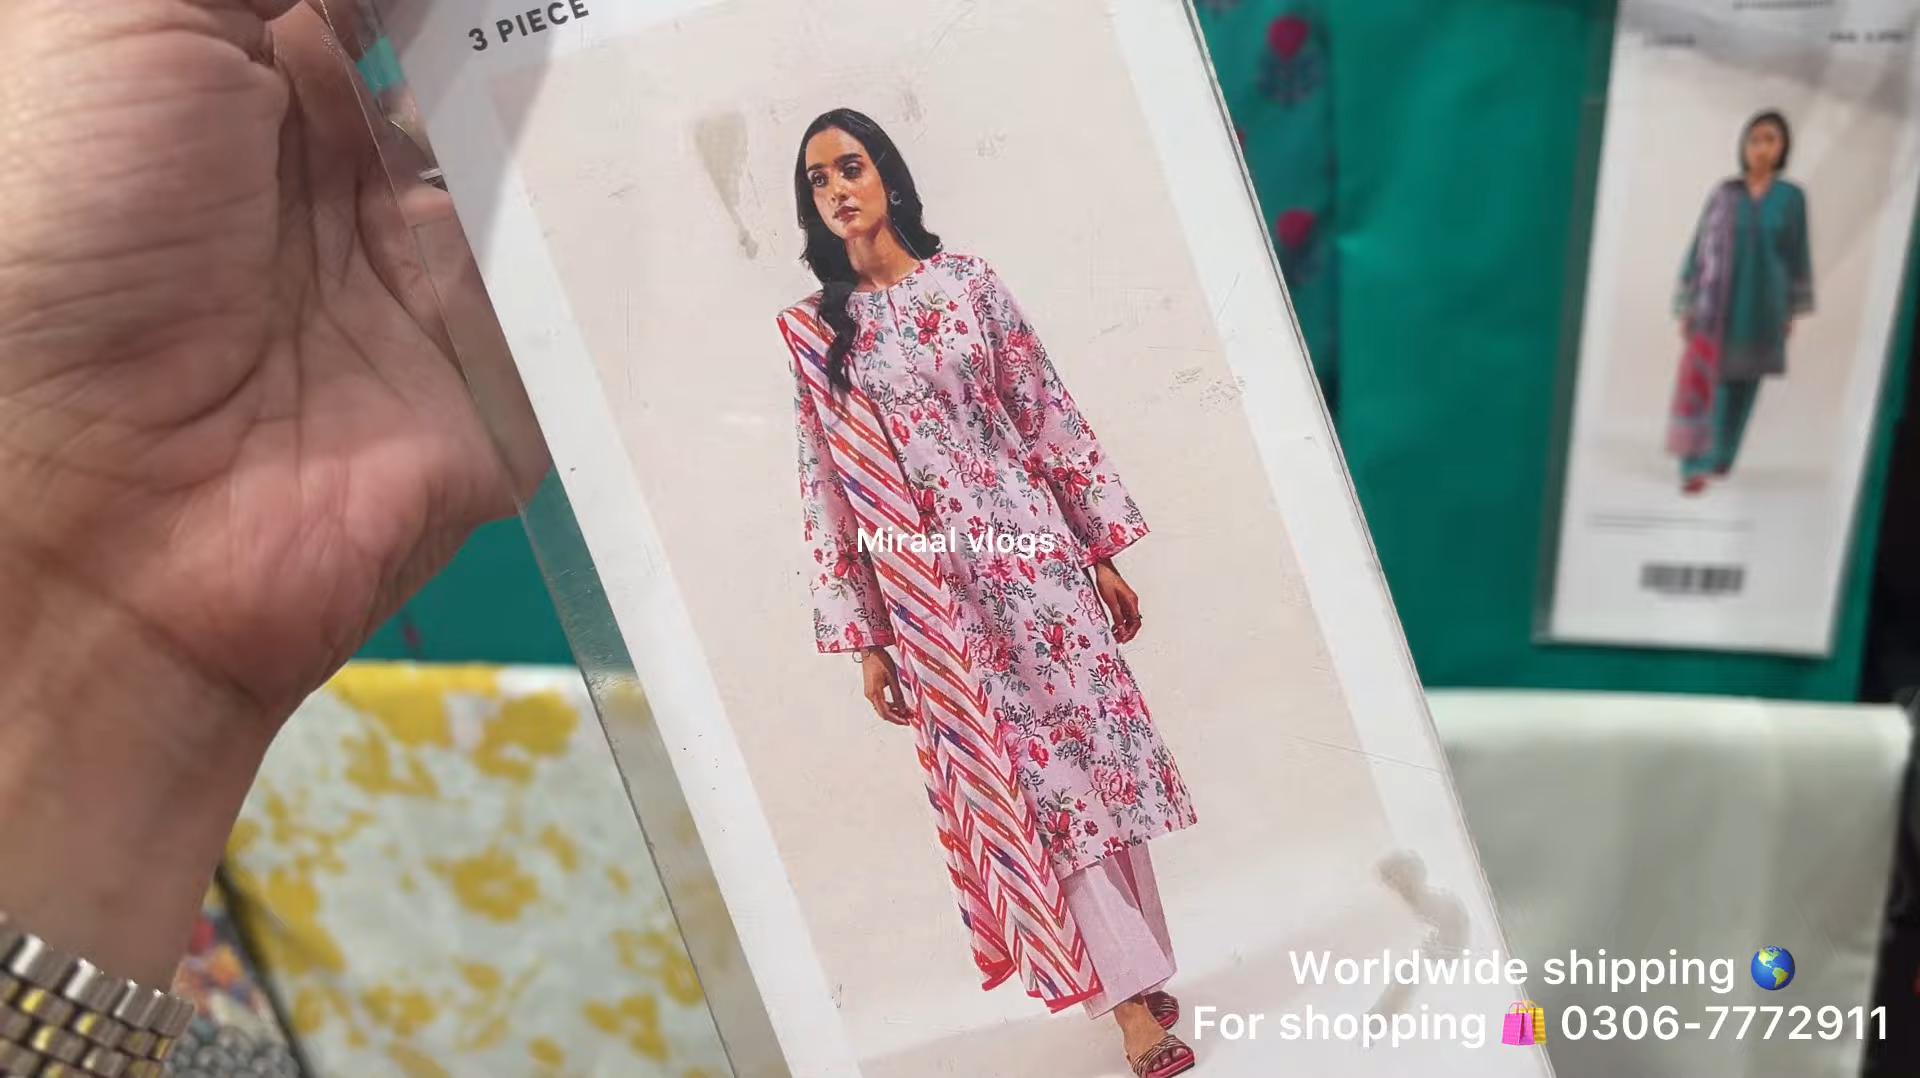 3 PIECE
Miraal vlogs
Worldwide shipping 🌎
For shopping 🛍️ 0306-7772911